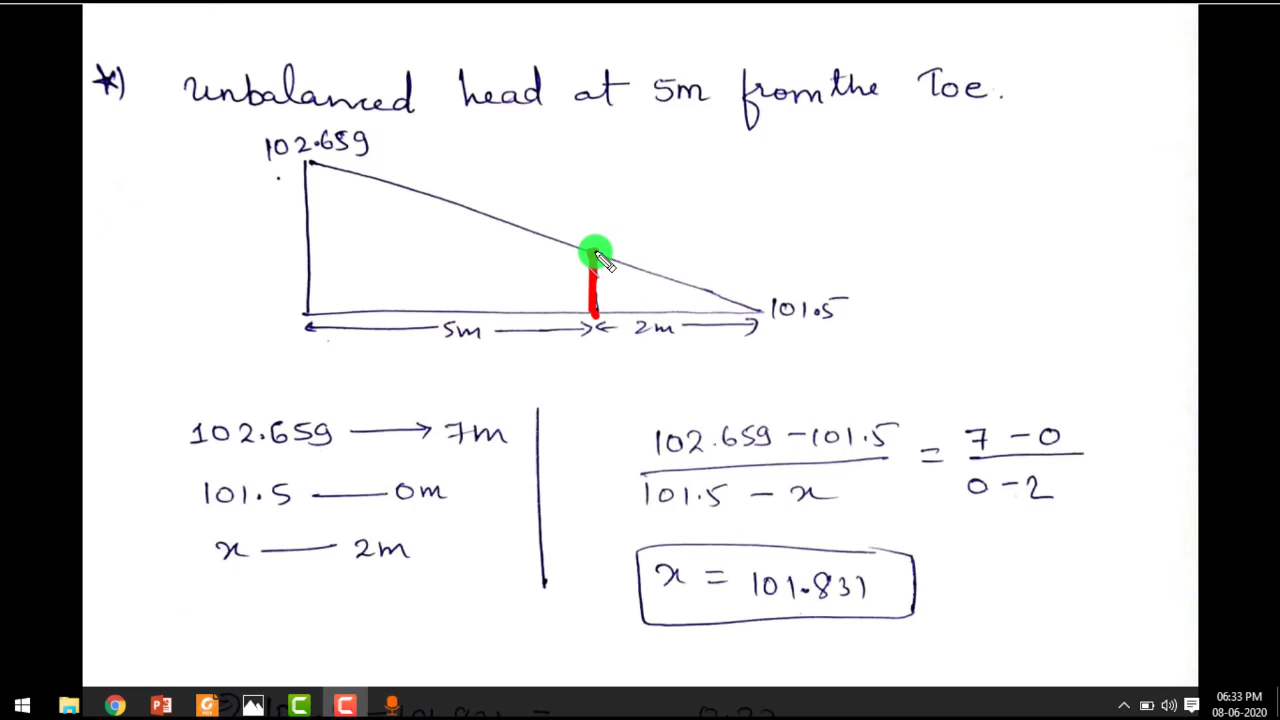 *) Unbalanced head at 5m from the Toe.
102.659
101.5
5m
2m
102.659 → 7m
101.5 — 0m
x — 2m
102.659 - 101.5 / 101.5 - x = 7 - 0 / 0 - 2
x = 101.831
06:33 PM
08-06-2020